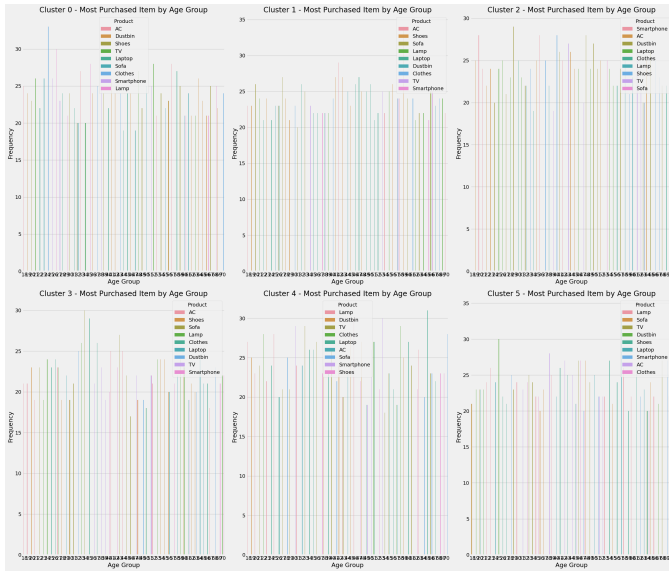 Cluster 0 - Most Purchased Item by Age Group
Product
AC
Dustbin
Shoes
TV
Laptop
Sofa
Clothes
Smartphone
Lamp
Frequency
35
30
25
20
15
10
5
0
Age Group
Cluster 1 - Most Purchased Item by Age Group
Product
AC
Shoes
Sofa
Lamp
Clothes
Laptop
Dustbin
TV
Smartphone
Frequency
35
30
25
20
15
10
5
0
Age Group
Cluster 2 - Most Purchased Item by Age Group
Product
Smartphone
AC
Dustbin
TV
Laptop
Clothes
Lamp
Shoes
TV
Sofa
Frequency
30
25
20
15
10
5
0
Age Group
Cluster 3 - Most Purchased Item by Age Group
Product
AC
Shoes
Sofa
Lamp
Clothes
Laptop
Dustbin
TV
Smartphone
Frequency
30
25
20
15
10
5
0
Age Group
Cluster 4 - Most Purchased Item by Age Group
Product
Lamp
Dustbin
TV
Clothes
Laptop
AC
Sofa
Smartphone
Shoes
Frequency
30
25
20
15
10
5
0
Age Group
Cluster 5 - Most Purchased Item by Age Group
Product
Lamp
Sofa
TV
Dustbin
Clothes
Laptop
Smartphone
AC
Shoes
Frequency
35
30
25
20
15
10
5
0
Age Group